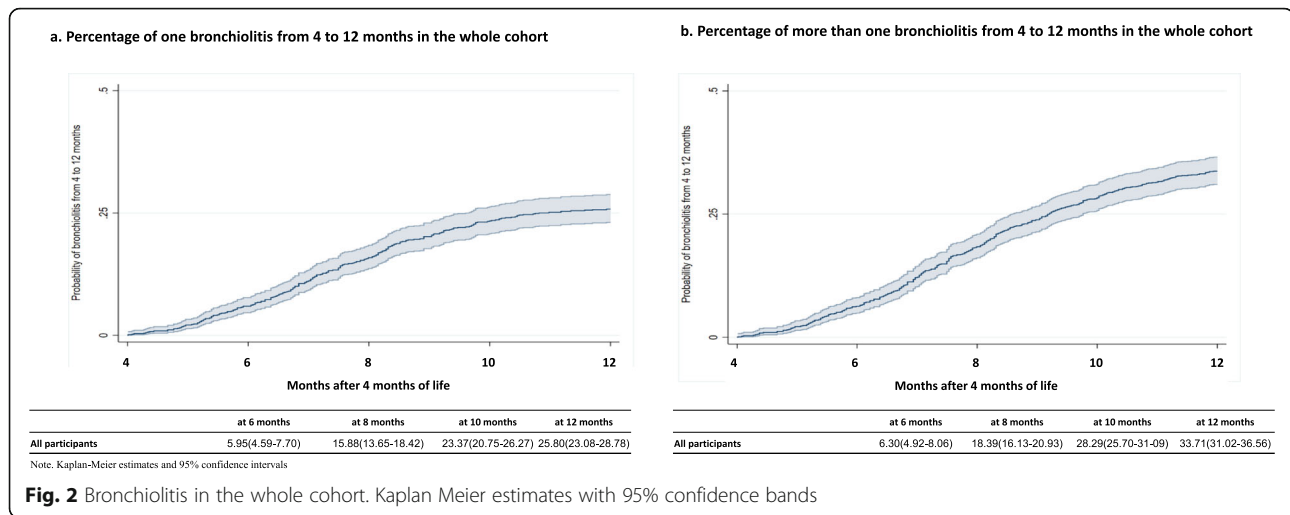 a. Percentage of one bronchiolitis from 4 to 12 months in the whole cohort
Probability of bronchiolitis from 4 to 12 months
.5
.25
0
4 6 8 10 12
Months after 4 months of life
at 6 months at 8 months at 10 months at 12 months
All participants 5.95(4.59-7.70) 15.88(13.65-18.42) 23.37(20.75-26.27) 25.80(23.08-28.78)
Note. Kaplan-Meier estimates and 95% confidence intervals
b. Percentage of more than one bronchiolitis from 4 to 12 months in the whole cohort
Probability of bronchiolitis from 4 to 12 months
.5
.25
0
4 6 8 10 12
Months after 4 months of life
at 6 months at 8 months at 10 months at 12 months
All participants 6.30(4.92-8.06) 18.39(16.13-20.93) 28.29(25.70-31-09) 33.71(31.02-36.56)
Fig. 2 Bronchiolitis in the whole cohort. Kaplan Meier estimates with 95% confidence bands